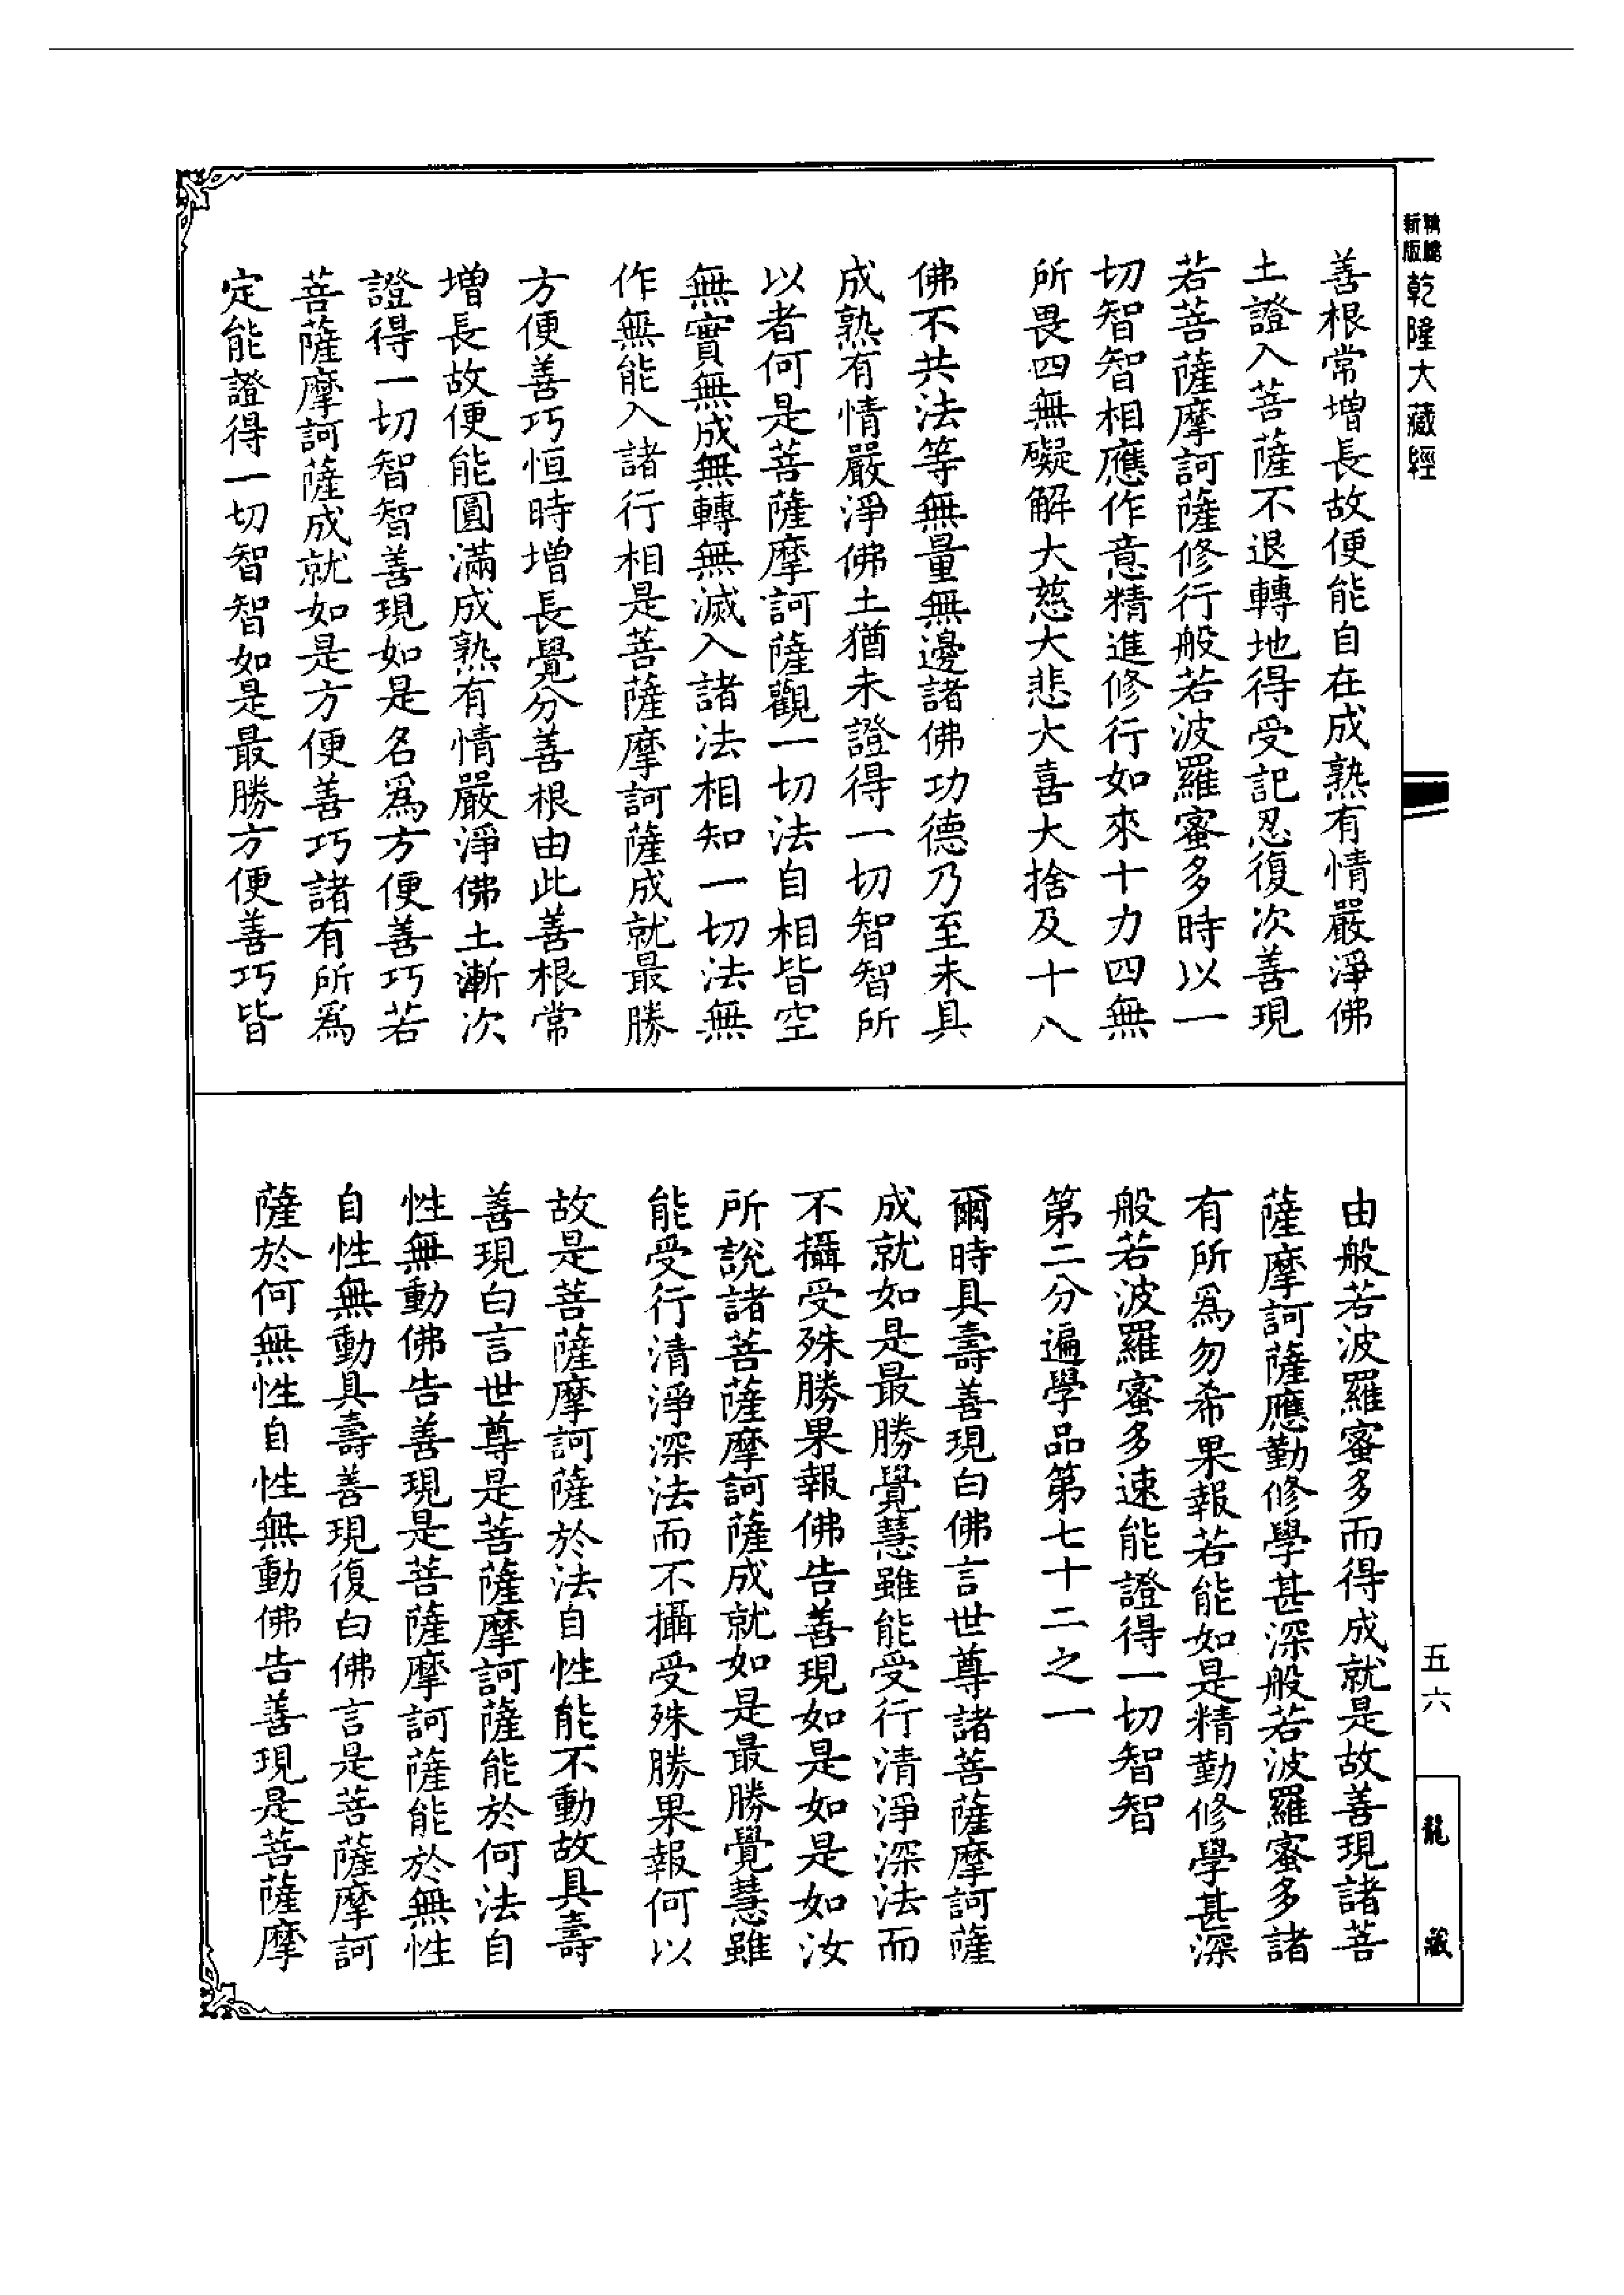 新版
乾隆大藏經
善根常增長故便能自在成熟有情嚴淨佛
土證入菩薩不退轉地得受記忍復次善現
若菩薩摩訶薩修行般若波羅蜜多時以一
切智智相應作意精進修行如來十力四無
所畏四無礙解大慈大悲大喜大捨及十八
佛不共法等無量無邊諸佛功德乃至未具
成熟有情嚴淨佛土猶未證得一切智智所
以者何是菩薩摩訶薩觀一切法自相皆空
無實無成無轉無滅入諸法相知一切法無
作無能入諸行相是菩薩摩訶薩成就最勝
方便善巧恒時增長覺分善根由此善根常
增長故便能圓滿成熟有情嚴淨佛土漸次
證得一切智智善現如是名為方便善巧若
菩薩摩訶薩成就如是方便善巧諸有所為
定能證得一切智智如是最勝方便善巧皆
由般若波羅蜜多而得成就是故善現諸菩
薩摩訶薩應勤修學甚深般若波羅蜜多諸
有所為勿希果報若能如是精勤修學甚深
般若波羅蜜多速能證得一切智智
第二分遍學品第七十二之一
爾時具壽善現白佛言世尊諸菩薩摩訶薩
成就如是最勝覺慧雖能受行清淨深法而
不攝受殊勝果報佛告善現如是如是如汝
所說諸菩薩摩訶薩成就如是最勝覺慧雖
能受行清淨深法而不攝受殊勝果報何以
故是菩薩摩訶薩於法自性能不動故具壽
善現白言世尊是菩薩摩訶薩能於何法自
性無動佛告善現是菩薩摩訶薩能於無性
自性無動具壽善現復白佛言是菩薩摩訶
薩於何無性自性無動佛告善現是菩薩摩
五六
龍藏